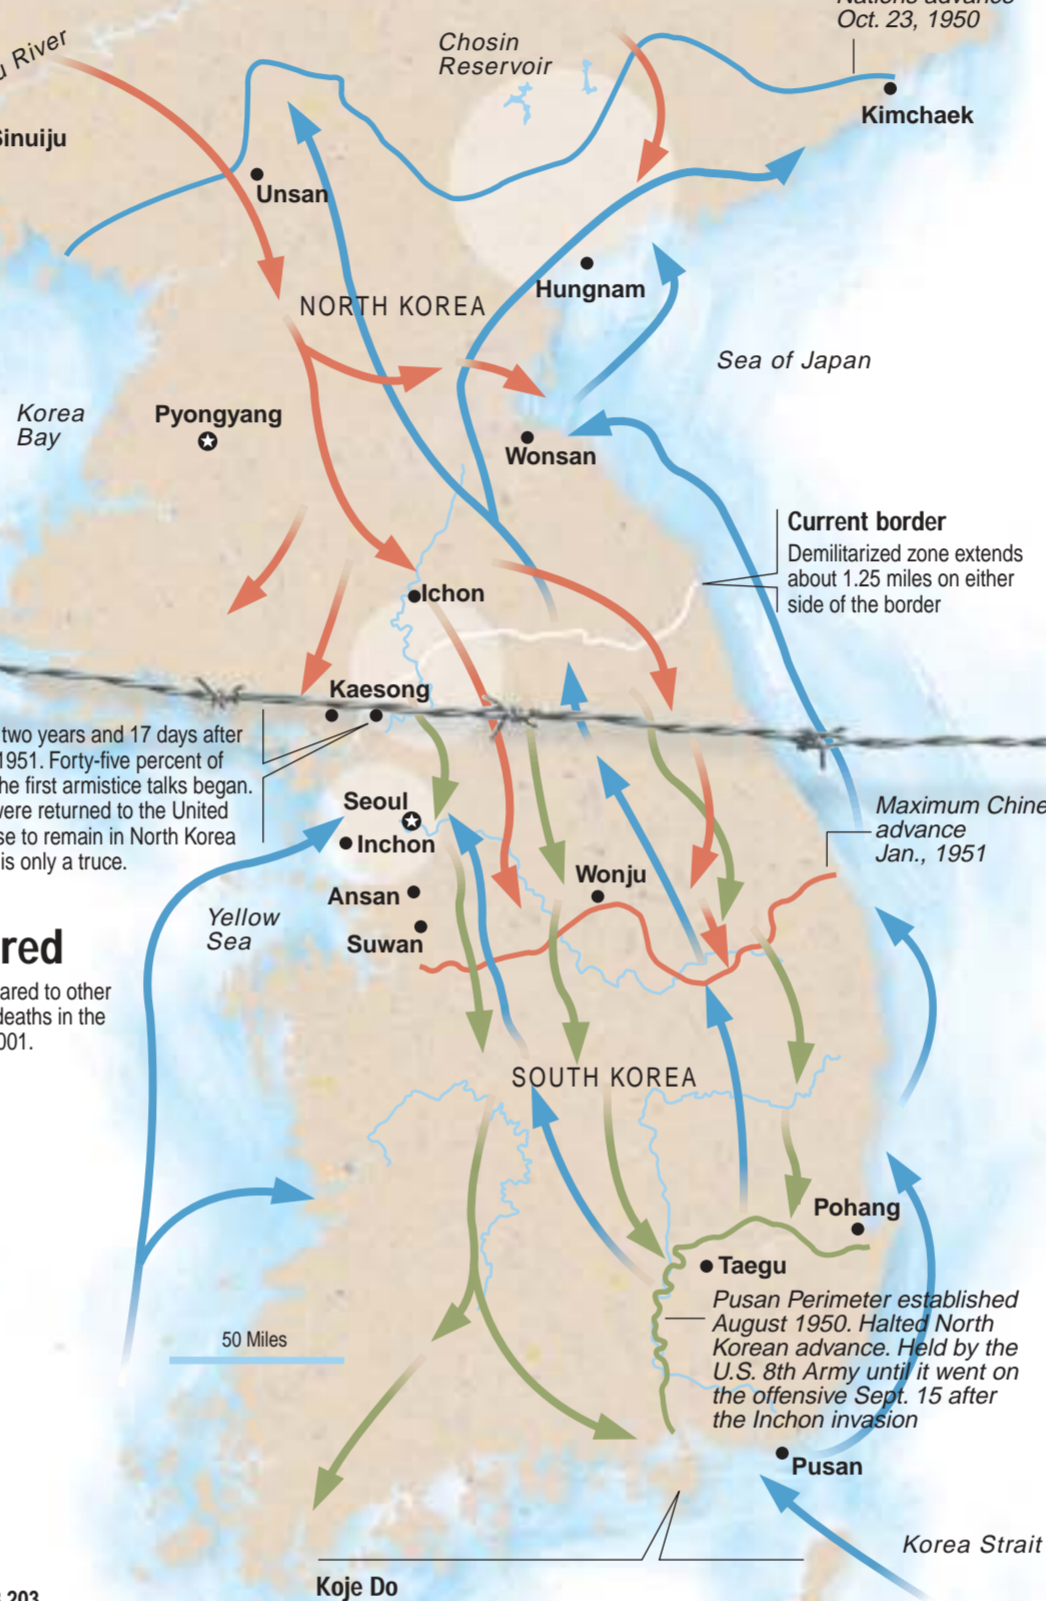 Oct. 23, 1950
River
Chosin
Reservoir
Kimchaek
Unsan
Hungnam
NORTH KOREA
Sea of Japan
Korea
Bay
Pyongyang
Wonsan
Current border
Demilitarized zone extends
about 1.25 miles on either
side of the border
Ichon
Kaesong
two years and 17 days after
1951. Forty-five percent of
he first armistice talks began.
were returned to the United
se to remain in North Korea
is only a truce.
Seoul
Inchon
Maximum Chine
advance
Jan., 1951
Wonju
Ansan
Suwan
Yellow
Sea
red
ared to other
deaths in the
001.
SOUTH KOREA
Pohang
Taegu
Pusan Perimeter established
August 1950. Halted North
Korean advance. Held by the
U.S. 8th Army until it went on
the offensive Sept. 15 after
the Inchon invasion
50 Miles
Pusan
Korea Strait
Koje Do